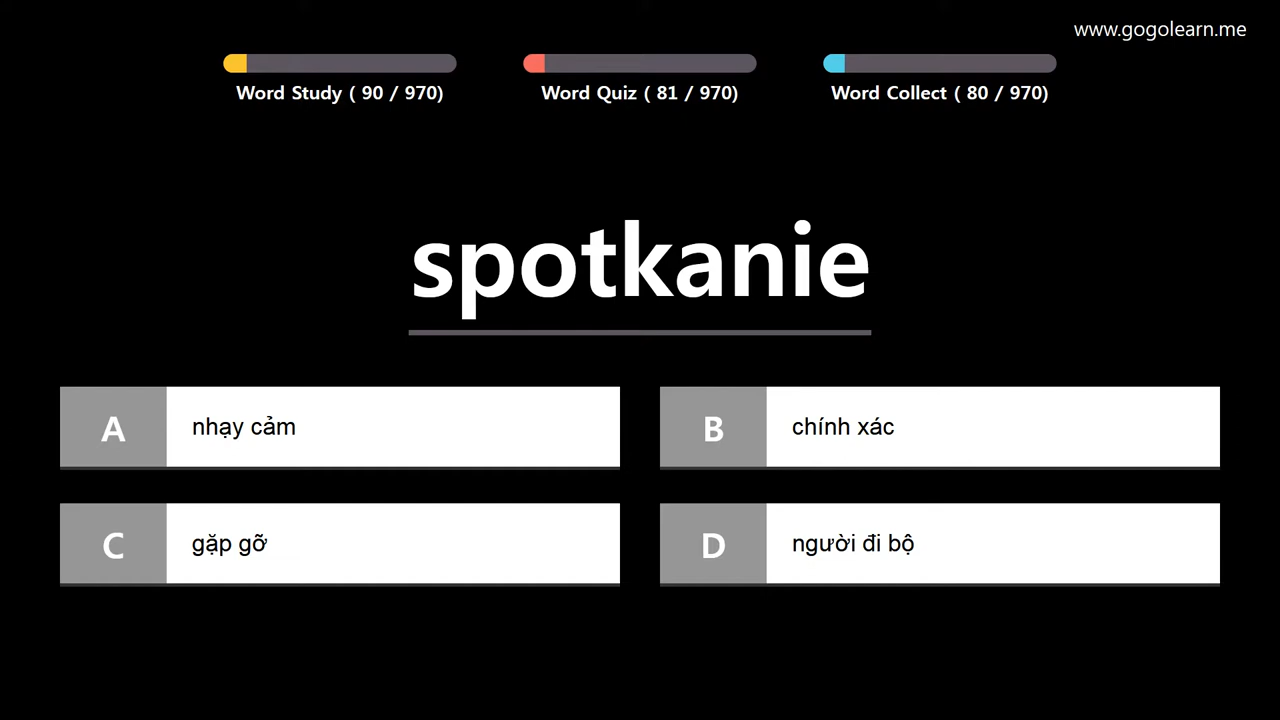 www.gogolearn.me
Word Study ( 90 / 970)
Word Quiz ( 81 / 970)
Word Collect ( 80 / 970)
spotkanie
A
nhạy cảm
B
chính xác
C
gặp gỡ
D
người đi bộ